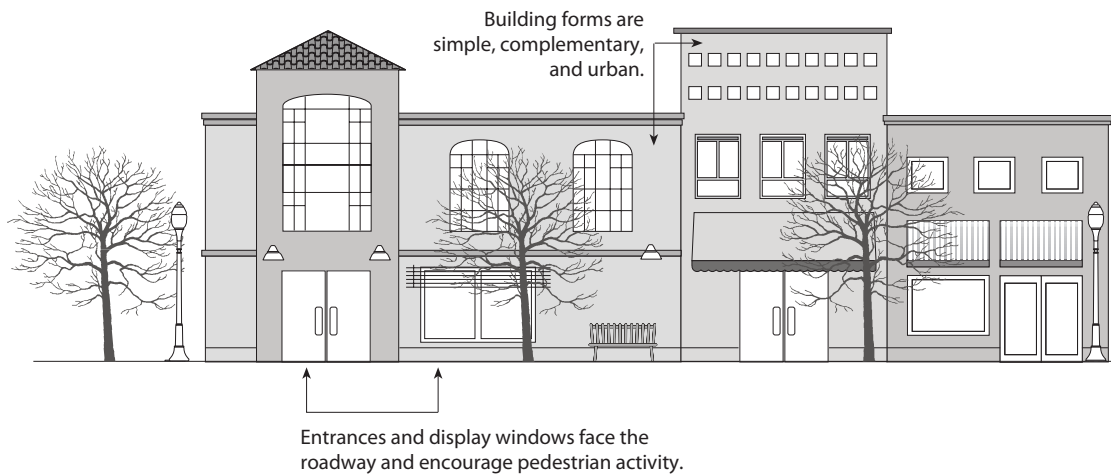 Building forms are
simple, complementary,
and urban.
Entrances and display windows face the
roadway and encourage pedestrian activity.